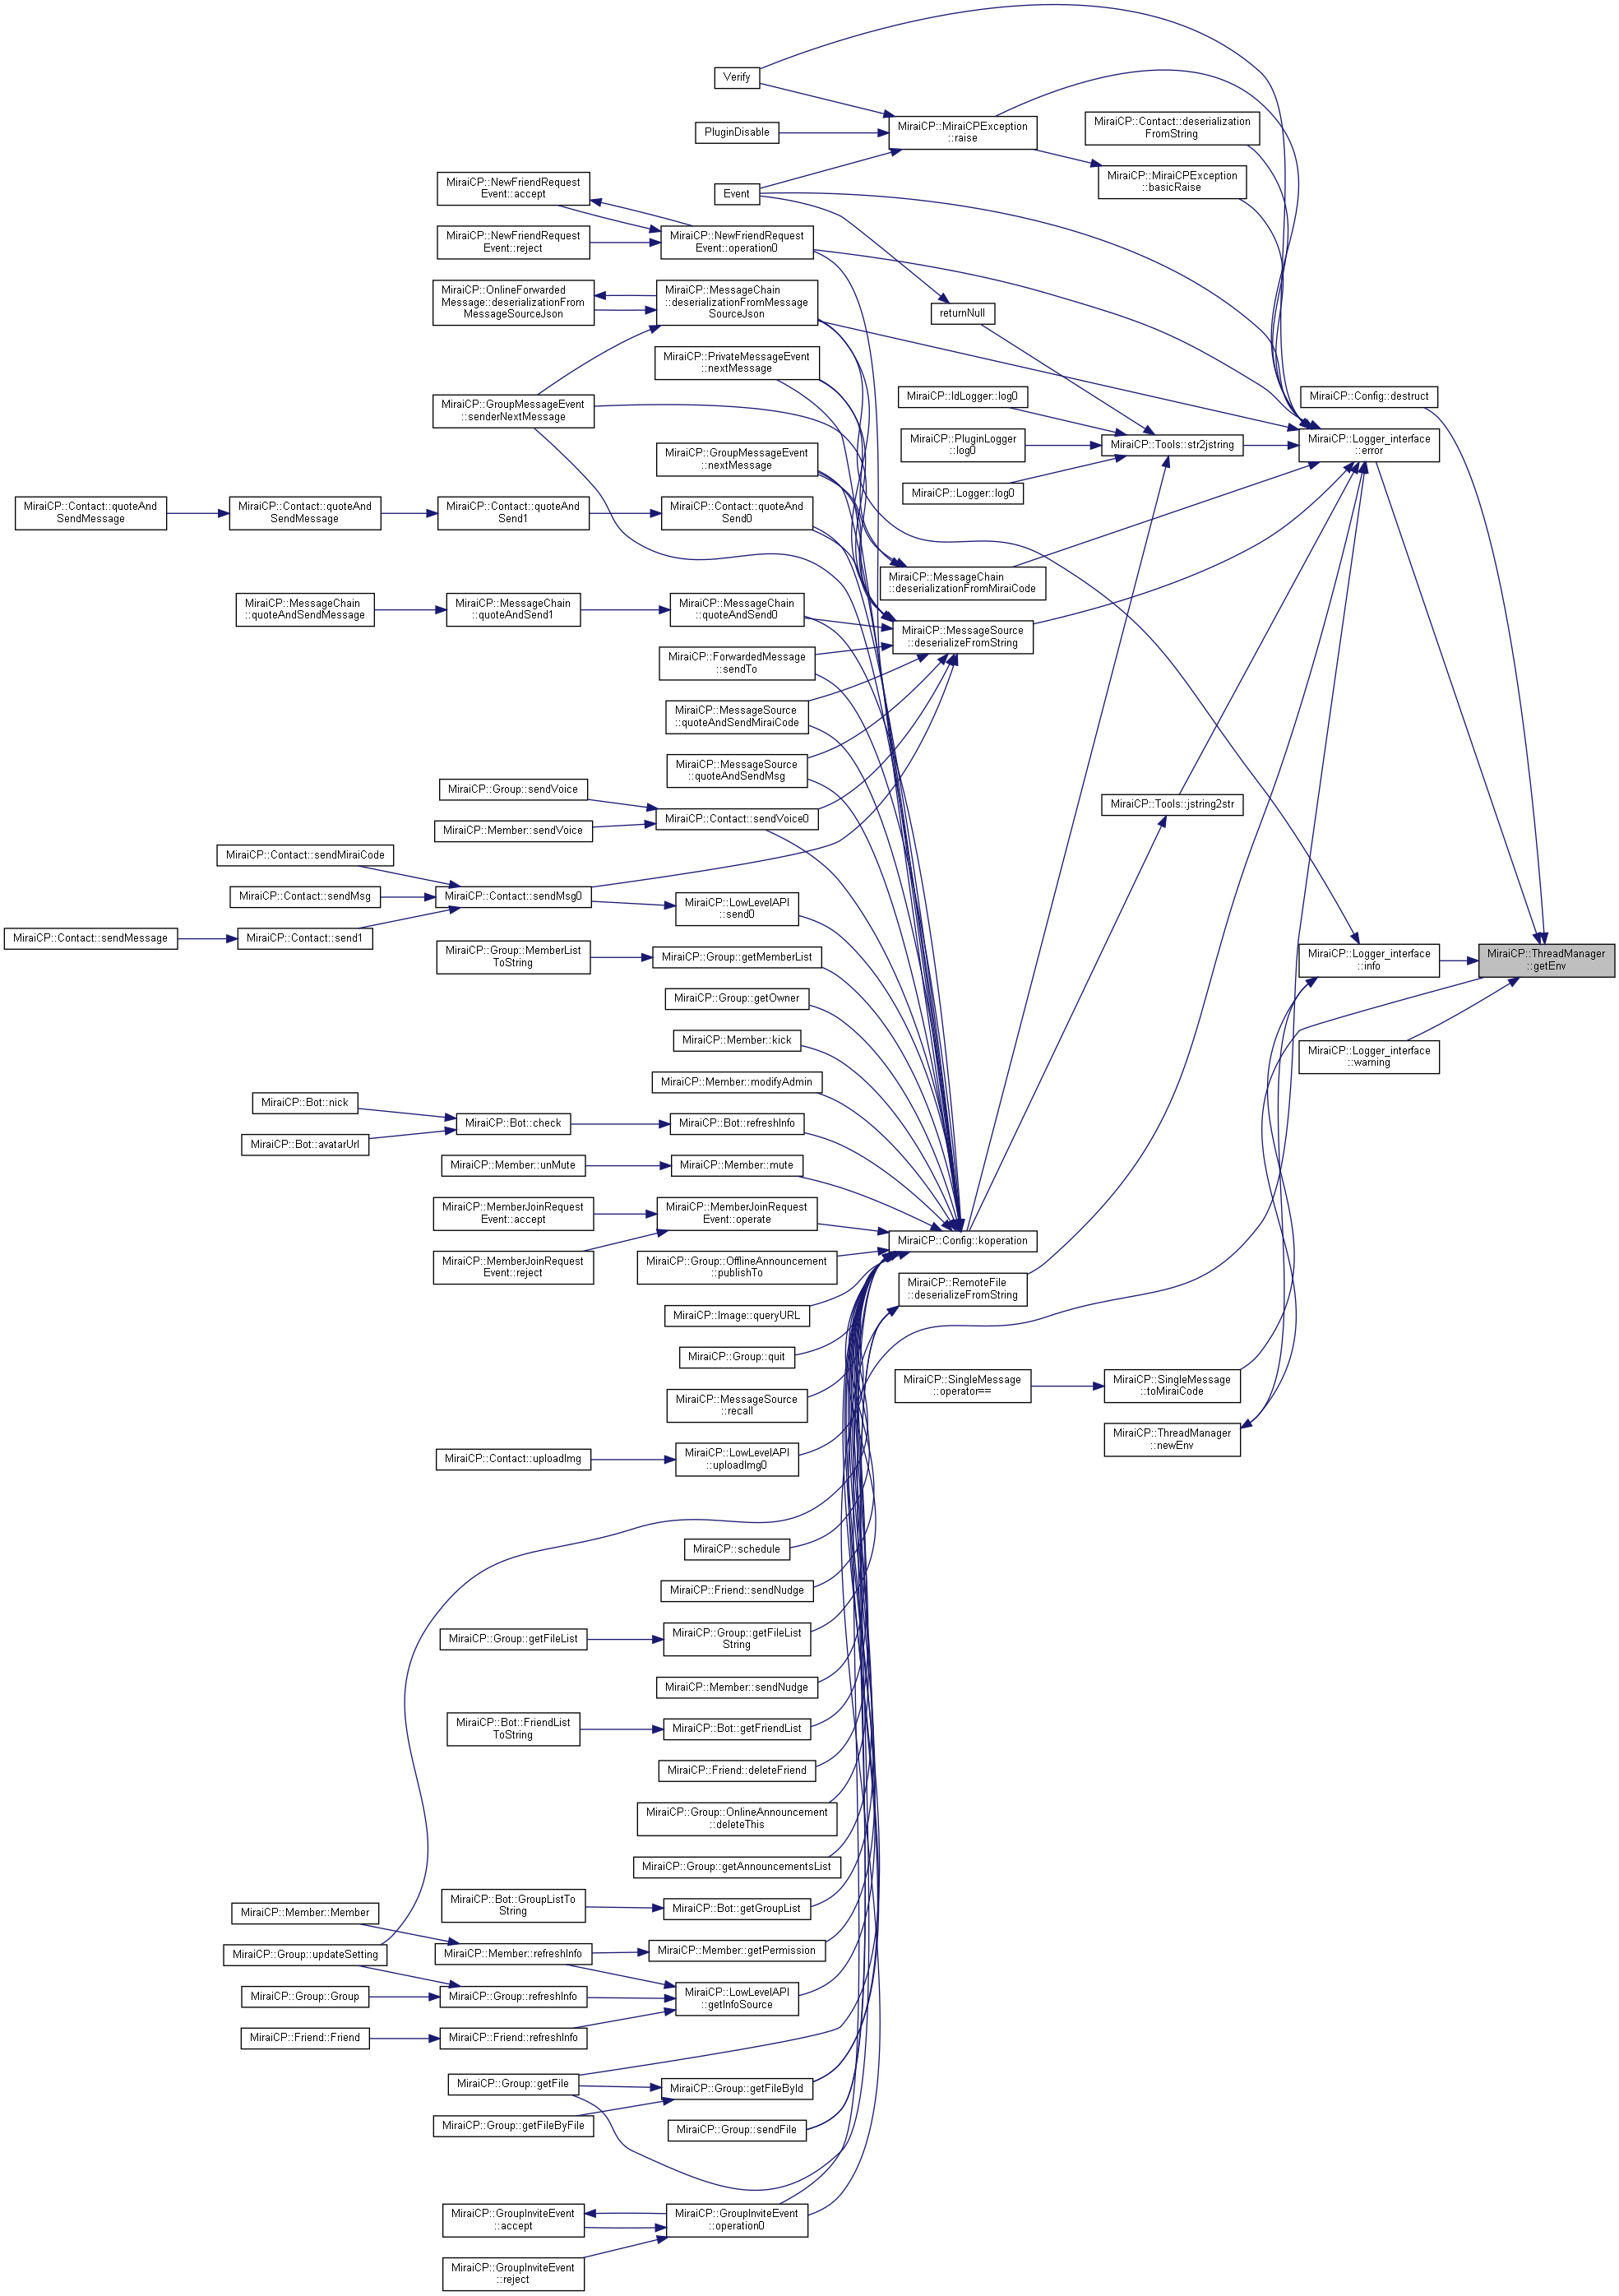 Verify
PluginDisable
MiraiCP::MiraiCPException
::raise
MiraiCP::Contact::deserialization
FromString
MiraiCP::MiraiCPException
::basicRaise
MiraiCP::NewFriendRequest
Event::accept
Event
MiraiCP::NewFriendRequest
Event::reject
MiraiCP::NewFriendRequest
Event::operation0
MiraiCP::OnlineForwarded
Message::deserializationFrom
MessageSourceJson
MiraiCP::MessageChain
::deserializationFromMessage
SourceJson
returnNull
MiraiCP::PrivateMessageEvent
::nextMessage
MiraiCP::GroupMessageEvent
::senderNextMessage
MiraiCP::IdLogger::log0
MiraiCP::Config::destruct
MiraiCP::PluginLogger
::log0
MiraiCP::Tools::str2jstring
MiraiCP::Logger_interface
::error
MiraiCP::GroupMessageEvent
::nextMessage
MiraiCP::Logger::log0
MiraiCP::Contact::quoteAnd
SendMessage
MiraiCP::Contact::quoteAnd
SendMessage
MiraiCP::Contact::quoteAnd
Send1
MiraiCP::Contact::quoteAnd
Send0
MiraiCP::MessageChain
::deserializationFromMiraiCode
MiraiCP::MessageChain
::quoteAndSendMessage
MiraiCP::MessageChain
::quoteAndSend1
MiraiCP::MessageChain
::quoteAndSend0
MiraiCP::MessageSource
::deserializeFromString
MiraiCP::ForwardedMessage
::sendTo
MiraiCP::MessageSource
::quoteAndSendMiraiCode
MiraiCP::MessageSource
::quoteAndSendMsg
MiraiCP::Group::sendVoice
MiraiCP::Member::sendVoice
MiraiCP::Contact::sendVoice0
MiraiCP::Tools::jstring2str
MiraiCP::Contact::sendMiraiCode
MiraiCP::Contact::sendMsg
MiraiCP::Contact::sendMsg0
MiraiCP::LowLevelAPI
::send0
MiraiCP::Contact::sendMessage
MiraiCP::Contact::send1
MiraiCP::Group::MemberList
ToString
MiraiCP::Group::getMemberList
MiraiCP::Logger_interface
::info
MiraiCP::ThreadManager
::getEnv
MiraiCP::Group::getOwner
MiraiCP::Member::kick
MiraiCP::Logger_interface
::warning
MiraiCP::Member::modifyAdmin
MiraiCP::Bot::nick
MiraiCP::Bot::avatarUrl
MiraiCP::Bot::check
MiraiCP::Bot::refreshInfo
MiraiCP::Member::unMute
MiraiCP::Member::mute
MiraiCP::MemberJoinRequest
Event::accept
MiraiCP::MemberJoinRequest
Event::operate
MiraiCP::Config::koperation
MiraiCP::MemberJoinRequest
Event::reject
MiraiCP::Group::OfflineAnnouncement
::publishTo
MiraiCP::RemoteFile
::deserializeFromString
MiraiCP::Image::queryURL
MiraiCP::Group::quit
MiraiCP::SingleMessage
::operator==
MiraiCP::SingleMessage
::toMiraiCode
MiraiCP::MessageSource
::recall
MiraiCP::ThreadManager
::newEnv
MiraiCP::Contact::uploadImg
MiraiCP::LowLevelAPI
::uploadImg0
MiraiCP::schedule
MiraiCP::Friend::sendNudge
MiraiCP::Group::getFileList
MiraiCP::Group::getFileList
String
MiraiCP::Member::sendNudge
MiraiCP::Bot::FriendList
ToString
MiraiCP::Bot::getFriendList
MiraiCP::Friend::deleteFriend
MiraiCP::Group::OnlineAnnouncement
::deleteThis
MiraiCP::Group::getAnnouncementsList
MiraiCP::Bot::GroupListTo
String
MiraiCP::Bot::getGroupList
MiraiCP::Member::Member
MiraiCP::Group::updateSetting
MiraiCP::Member::refreshInfo
MiraiCP::Member::getPermission
MiraiCP::Group::Group
MiraiCP::Group::refreshInfo
MiraiCP::LowLevelAPI
::getInfoSource
MiraiCP::Friend::Friend
MiraiCP::Friend::refreshInfo
MiraiCP::Group::getFile
MiraiCP::Group::getFileById
MiraiCP::Group::getFileByFile
MiraiCP::Group::sendFile
MiraiCP::GroupInviteEvent
::accept
MiraiCP::GroupInviteEvent
::operation0
MiraiCP::GroupInviteEvent
::reject